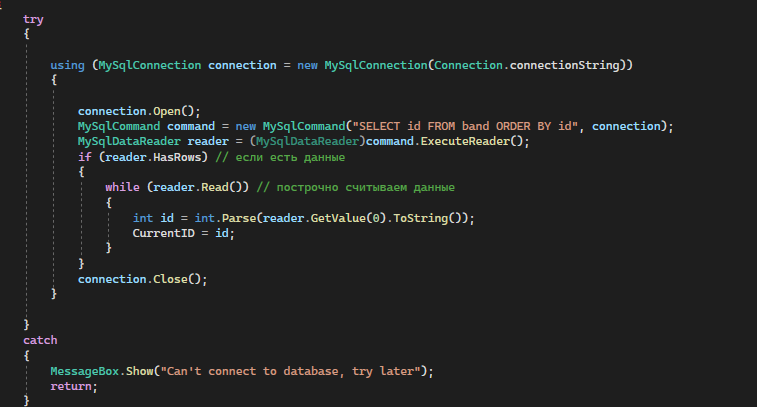 try
{
using (MySqlConnection connection = new MySqlConnection(Connection.connectionString))
{
connection.Open();
MySqlCommand command = new MySqlCommand("SELECT id FROM band ORDER BY id", connection);
MySqlDataReader reader = (MySqlDataReader)command.ExecuteReader();
if (reader.HasRows) // если есть данные
{
while (reader.Read()) // построчно считываем данные
{
int id = int.Parse(reader.GetValue(0).ToString());
CurrentID = id;
}
}
connection.Close();
}
}
catch
{
MessageBox.Show("Can't connect to database, try later");
return;
}